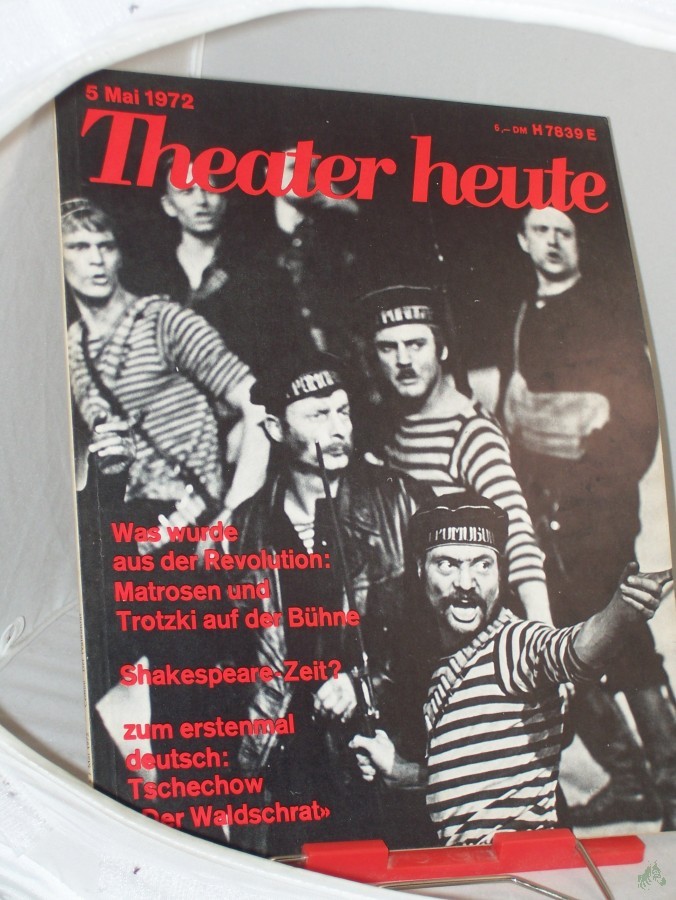 5 Mai 1972
6,– DM H 7839 E
Theater heute
Was wurde
aus der Revolution:
Matrosen und
Trotzki auf der Bühne
Shakespeare-Zeit?
zum erstenmal
deutsch:
Tschechow
Der Waldschrat»